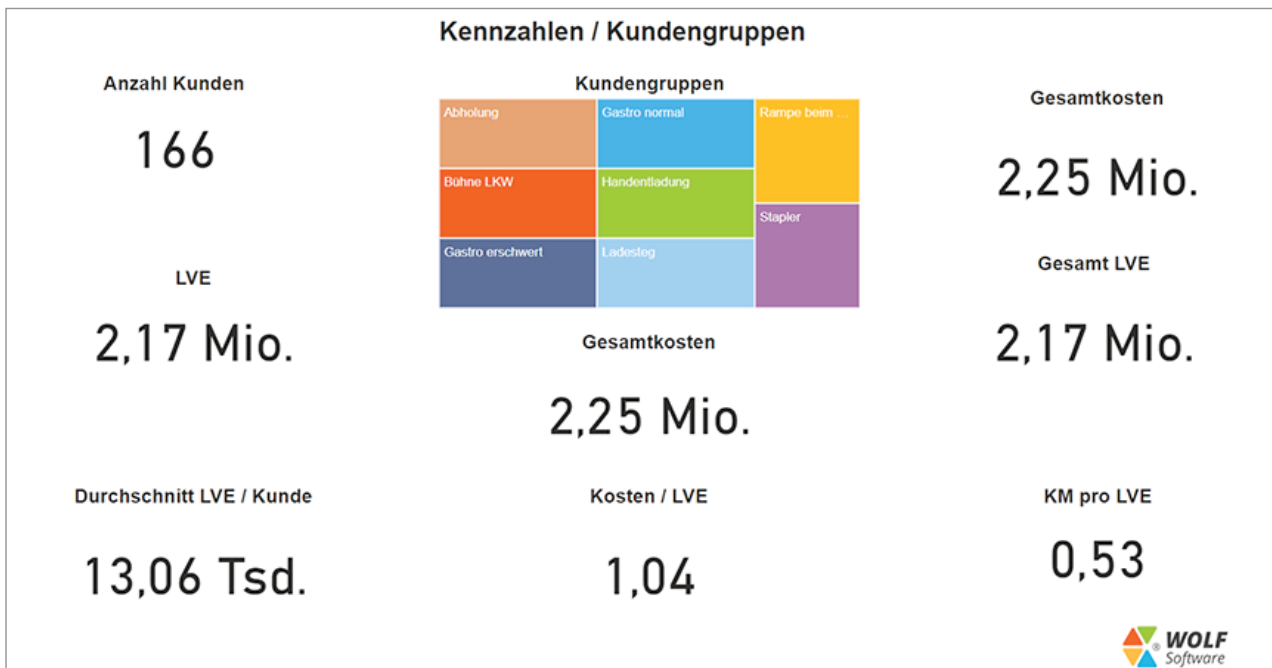 Kennzahlen / Kundengruppen
Anzahl Kunden
166
LVE
2,17 Mio.
Durchschnitt LVE / Kunde
13,06 Tsd.
Kundengruppen
Abholung
Gastro normal
Rampe beim ...
Bühne LKW
Handentladung
Stapler
Gastro erschwert
Ladesteg
Gesamtkosten
2,25 Mio.
Kosten / LVE
1,04
Gesamtkosten
2,25 Mio.
Gesamt LVE
2,17 Mio.
KM pro LVE
0,53
® WOLF
Software